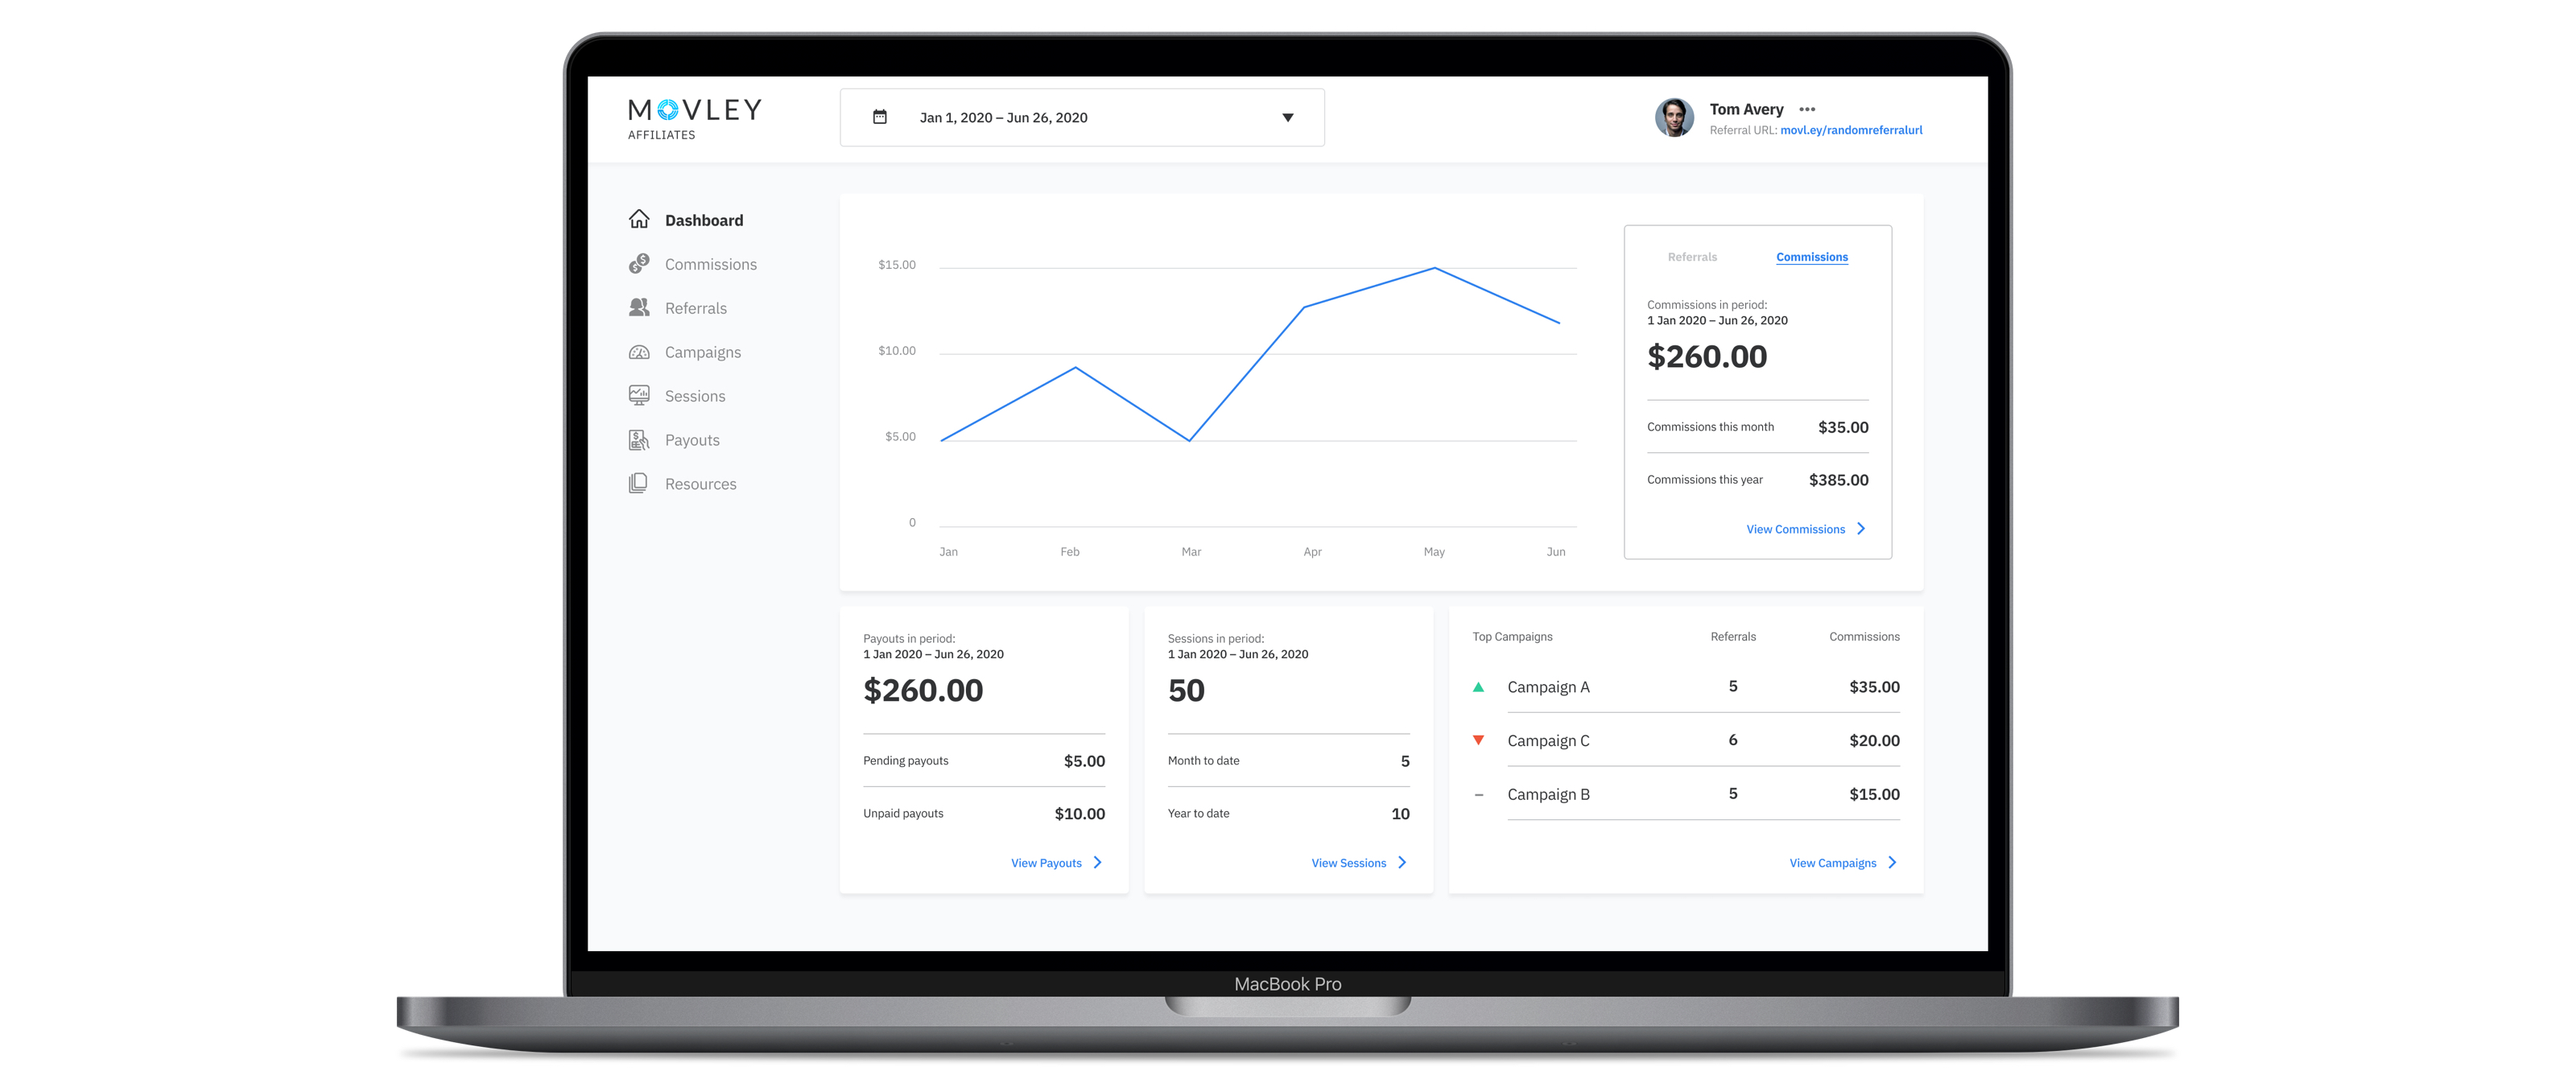 MOVLEY
AFFILIATES
Jan 1, 2020 – Jun 26, 2020
Tom Avery
Referral URL: movl.ey/randomreferralurl
Dashboard
Commissions
Referrals
Campaigns
Sessions
Payouts
Resources
$15.00
$10.00
$5.00
0
Jan Feb Mar Apr May Jun
Referrals Commissions
Commissions in period:
1 Jan 2020 – Jun 26, 2020
$260.00
Commissions this month $35.00
Commissions this year $385.00
View Commissions
Payouts in period:
1 Jan 2020 – Jun 26, 2020
$260.00
Pending payouts $5.00
Unpaid payouts $10.00
View Payouts
Sessions in period:
1 Jan 2020 – Jun 26, 2020
50
Month to date 5
Year to date 10
View Sessions
Top Campaigns Referrals Commissions
Campaign A 5 $35.00
Campaign C 6 $20.00
Campaign B 5 $15.00
View Campaigns
MacBook Pro